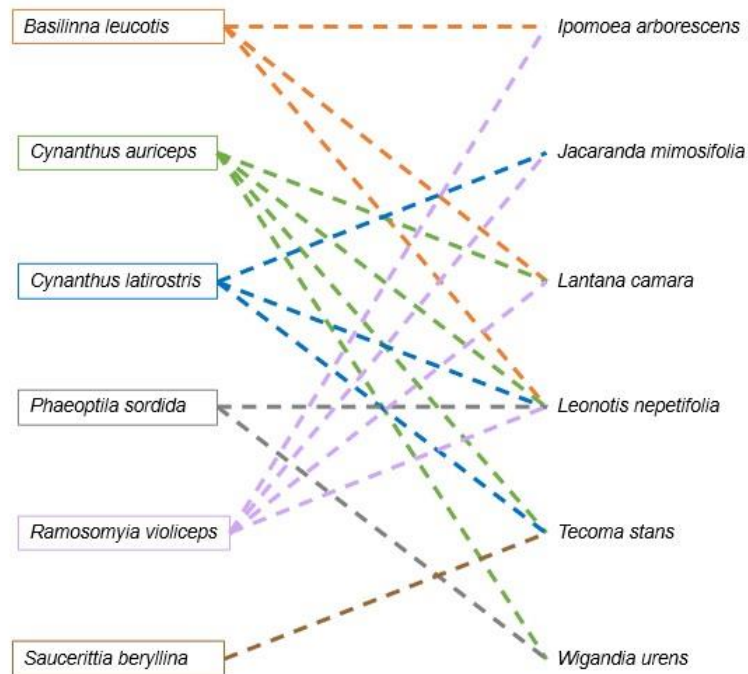 Basilinna leucotis
Ipomoea arborescens
Cynanthus auriceps
Jacaranda mimosifolia
Cynanthus latirostris
Lantana camara
Phaeoptila sordida
Leonotis nepetifolia
Ramosomyia violiceps
Tecoma stans
Saucerittia beryllina
Wigandia urens